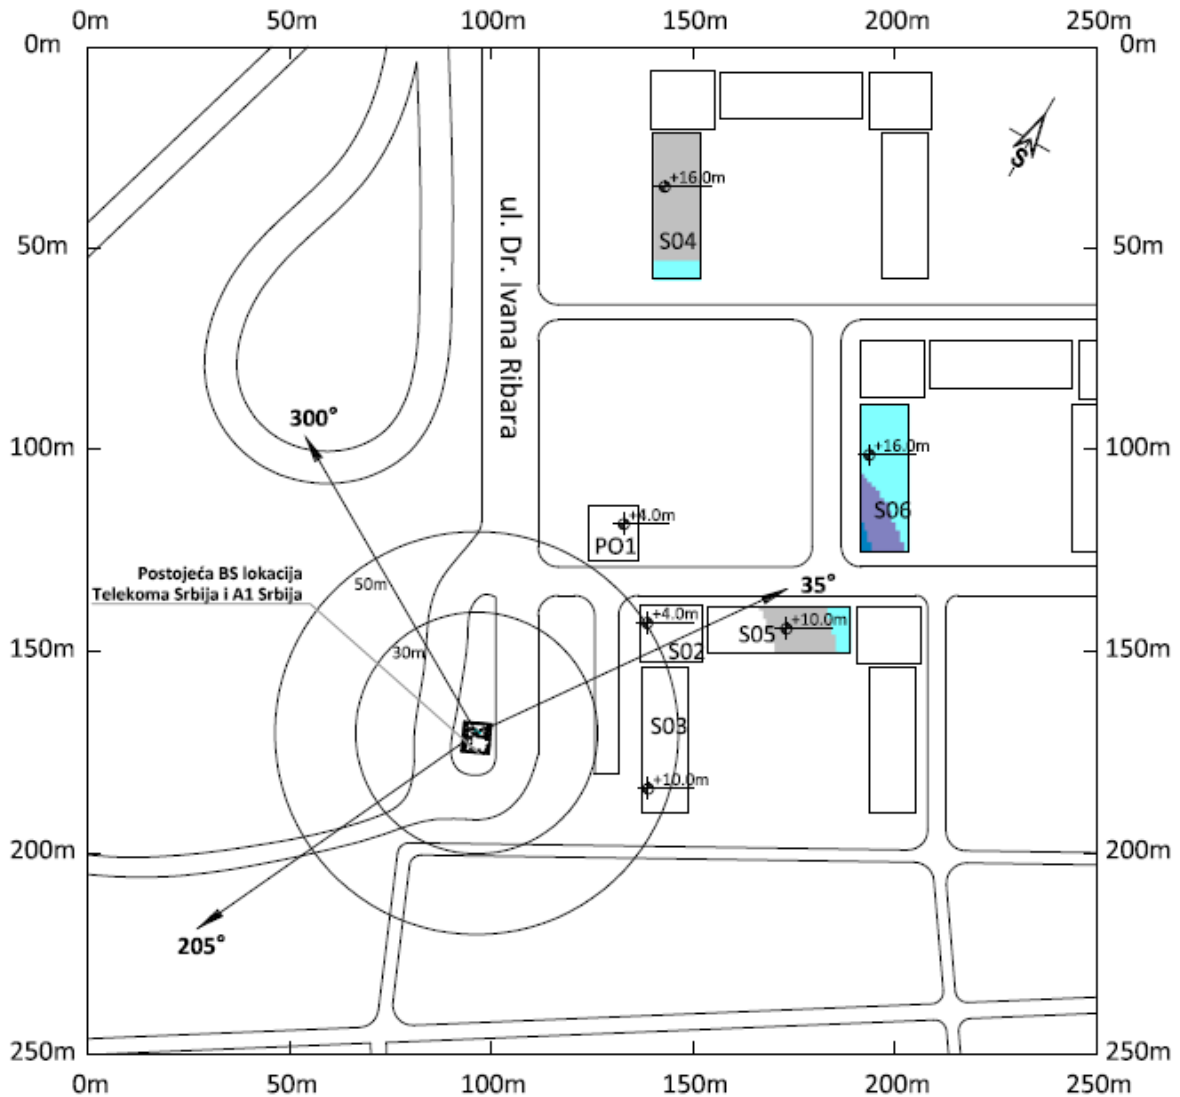 0m 50m 100m 150m 200m 250m
0m 0m
S
+16.0m
S04
50m 50m
ul. Dr. Ivana Ribara
300°
100m 100m
+16.0m
S06
+4.0m
PO1
Postojeća BS lokacija
Telekoma Srbija i A1 Srbija
50m
35°
+4.0m
+10.0m
S05
S02
150m 150m
30m
S03
+10.0m
200m 200m
205°
250m 250m
0m 50m 100m 150m 200m 250m